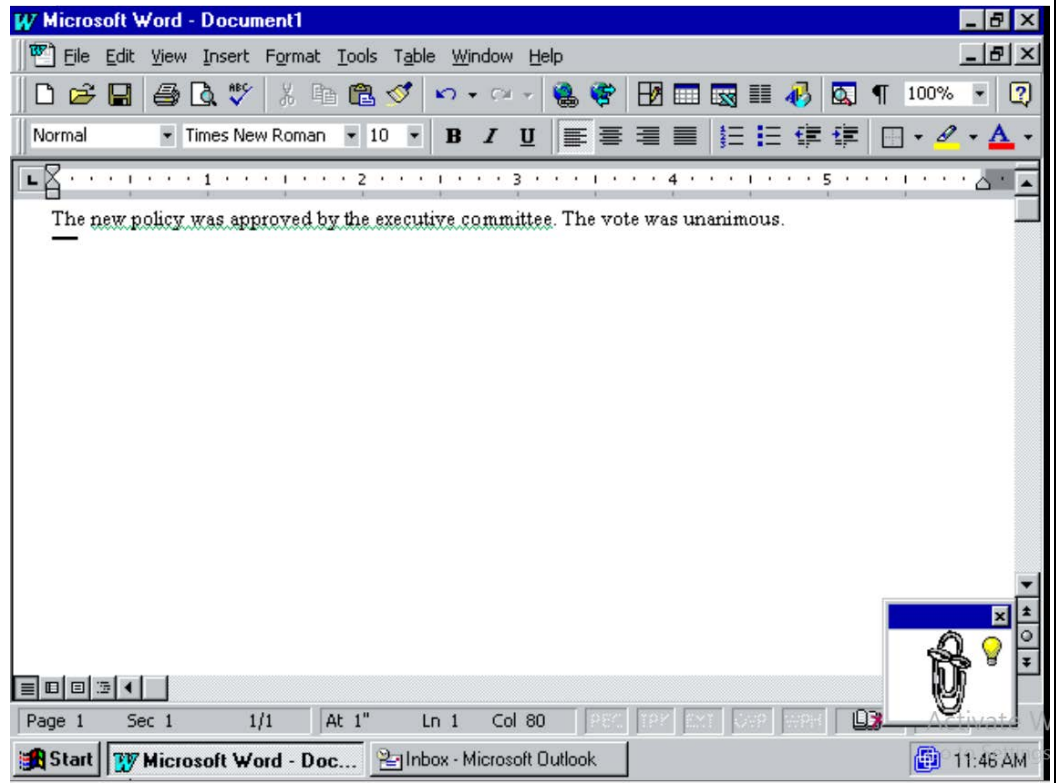 Microsoft Word - Document1
File Edit View Insert Format Tools Table Window Help
ABC 100%
Normal Times New Roman 10 B I U A
1 2 3 4 5
The new policy was approved by the executive committee. The vote was unanimous.
Page 1 Sec 1 1/1 At 1" Ln 1 Col 80 REC TRK EXT OVR WPH
Activate W
Start Microsoft Word - Doc... Inbox - Microsoft Outlook 11:46 AM